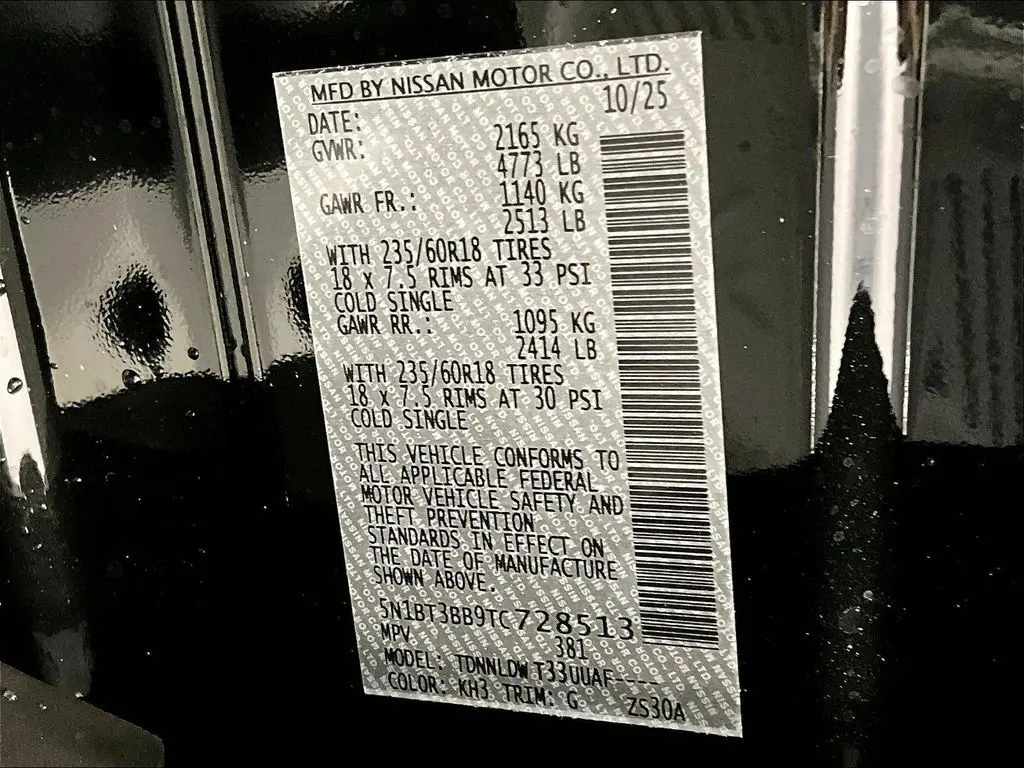 MFD BY NISSAN MOTOR CO., LTD.
DATE: 10/25
GVWR: 2165 KG
4773 LB
GAWR FR.: 1140 KG
2513 LB
WITH 235/60R18 TIRES
18 x 7.5 RIMS AT 33 PSI
COLD SINGLE
GAWR RR.: 1095 KG
2414 LB
WITH 235/60R18 TIRES
18 x 7.5 RIMS AT 30 PSI
COLD SINGLE
THIS VEHICLE CONFORMS TO
ALL APPLICABLE FEDERAL
MOTOR VEHICLE SAFETY AND
THEFT PREVENTION
STANDARDS IN EFFECT ON
THE DATE OF MANUFACTURE
SHOWN ABOVE.
5N1BT3BB9TC728513
MPV 381
MODEL: TDNNLDWT33UUAF----
COLOR: KH3 TRIM: G ZS30A